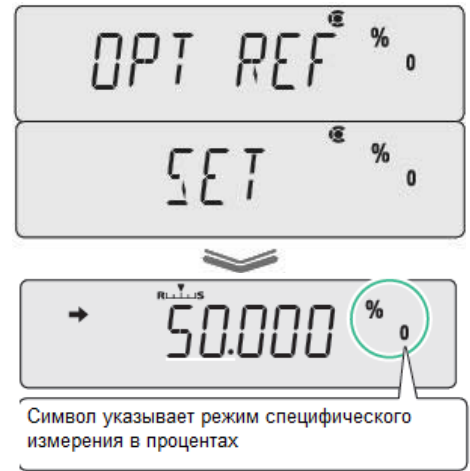 OPT REF % 0
SET % 0
R S
➔ 50.000 % 0
Символ указывает режим специфического
измерения в процентах